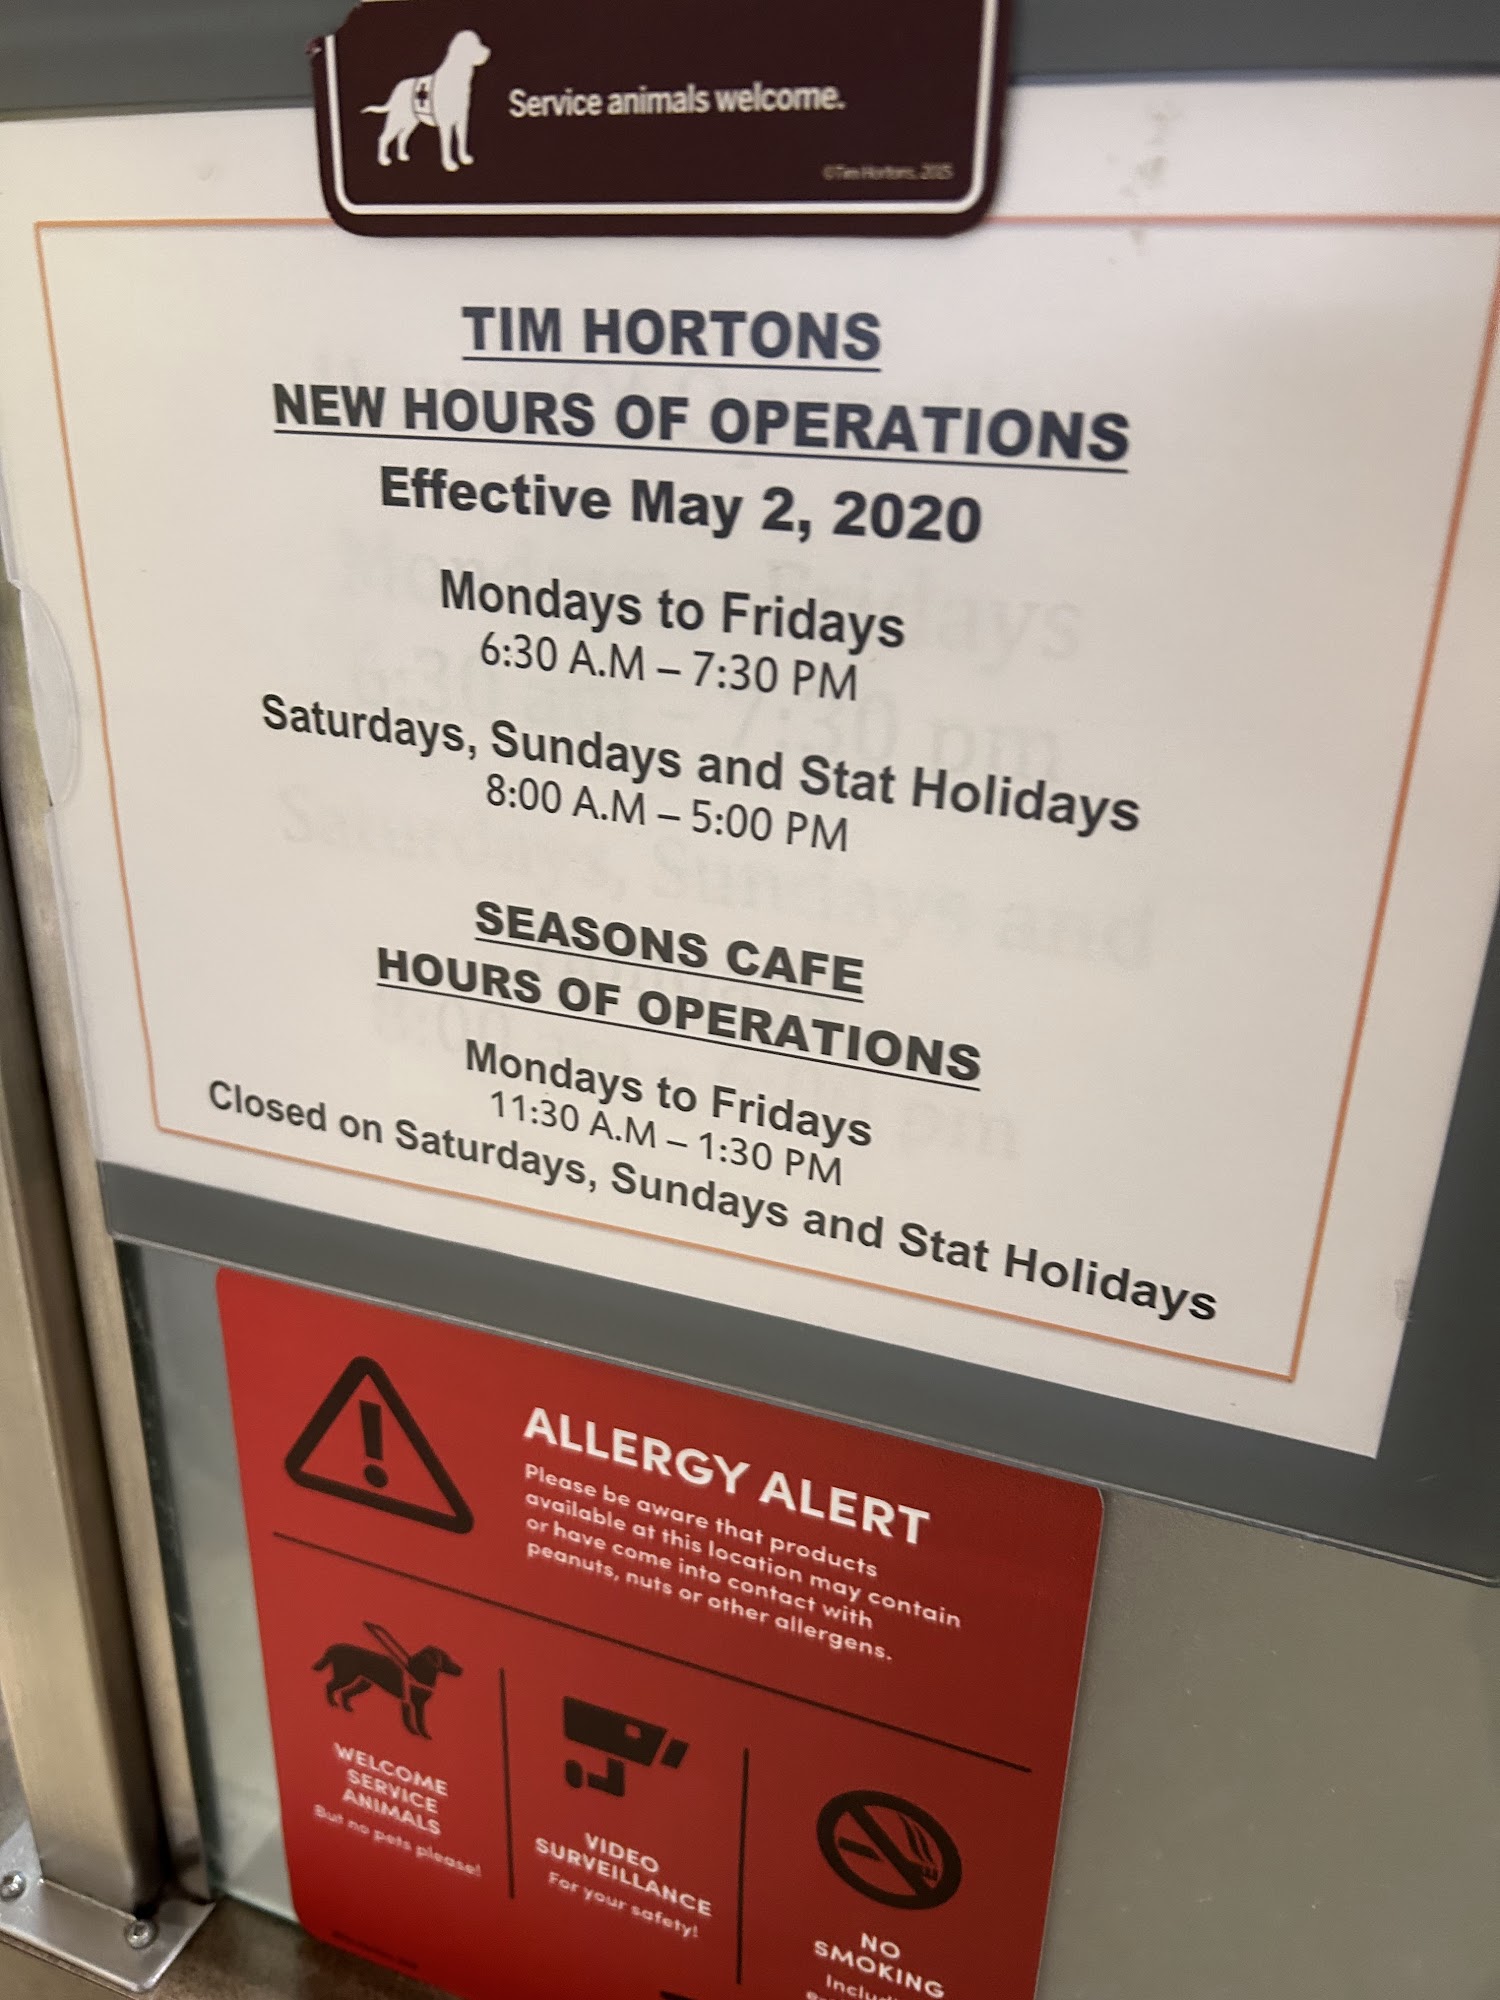 Service animals welcome.
©Tim Hortons, 2015
TIM HORTONS
NEW HOURS OF OPERATIONS
Effective May 2, 2020
Mondays to Fridays
6:30 A.M – 7:30 PM
Saturdays, Sundays and Stat Holidays
8:00 A.M – 5:00 PM
SEASONS CAFE
HOURS OF OPERATIONS
Mondays to Fridays
11:30 A.M – 1:30 PM
Closed on Saturdays, Sundays and Stat Holidays
ALLERGY ALERT
Please be aware that products
available at this location may contain
or have come into contact with
peanuts, nuts or other allergens.
WELCOME
SERVICE
ANIMALS
But no pets please!
VIDEO
SURVEILLANCE
For your safety!
NO
SMOKING